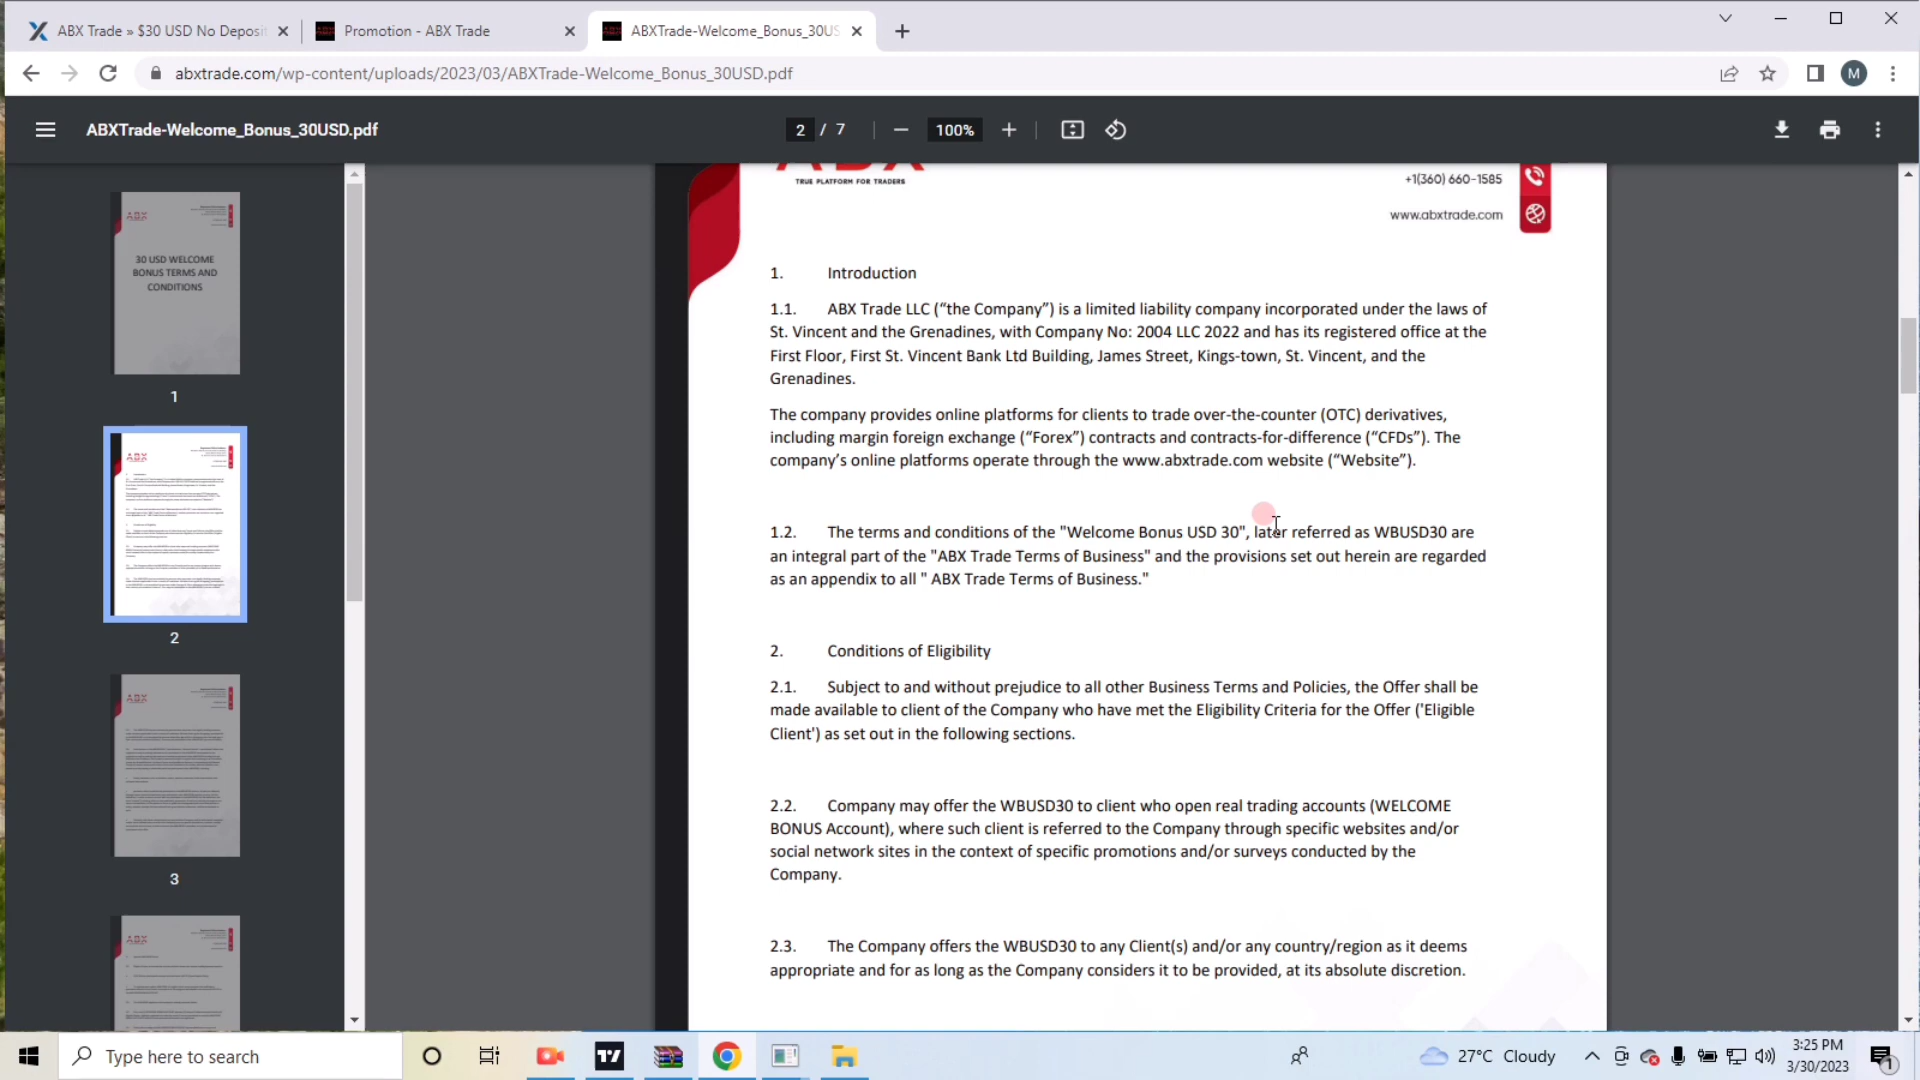 ABX Trade » $30 USD No Deposi
Promotion - ABX Trade
ABXTrade-Welcome_Bonus_30US
abxtrade.com/wp-content/uploads/2023/03/ABXTrade-Welcome_Bonus_30USD.pdf
M
ABXTrade-Welcome_Bonus_30USD.pdf
2 / 7
100%
30 USD WELCOME
BONUS TERMS AND
CONDITIONS
1
2
3
ABX
TRUE PLATFORM FOR TRADERS
+1(360) 660-1585
www.abxtrade.com
1. Introduction
1.1. ABX Trade LLC (“the Company”) is a limited liability company incorporated under the laws of
St. Vincent and the Grenadines, with Company No: 2004 LLC 2022 and has its registered office at the
First Floor, First St. Vincent Bank Ltd Building, James Street, Kings-town, St. Vincent, and the
Grenadines.
The company provides online platforms for clients to trade over-the-counter (OTC) derivatives,
including margin foreign exchange (“Forex”) contracts and contracts-for-difference (“CFDs”). The
company’s online platforms operate through the www.abxtrade.com website (“Website”).
1.2. The terms and conditions of the "Welcome Bonus USD 30", later referred as WBUSD30 are
an integral part of the "ABX Trade Terms of Business" and the provisions set out herein are regarded
as an appendix to all " ABX Trade Terms of Business."
2. Conditions of Eligibility
2.1. Subject to and without prejudice to all other Business Terms and Policies, the Offer shall be
made available to client of the Company who have met the Eligibility Criteria for the Offer ('Eligible
Client') as set out in the following sections.
2.2. Company may offer the WBUSD30 to client who open real trading accounts (WELCOME
BONUS Account), where such client is referred to the Company through specific websites and/or
social network sites in the context of specific promotions and/or surveys conducted by the
Company.
2.3. The Company offers the WBUSD30 to any Client(s) and/or any country/region as it deems
appropriate and for as long as the Company considers it to be provided, at its absolute discretion.
Type here to search
27°C Cloudy
3:25 PM
3/30/2023
1